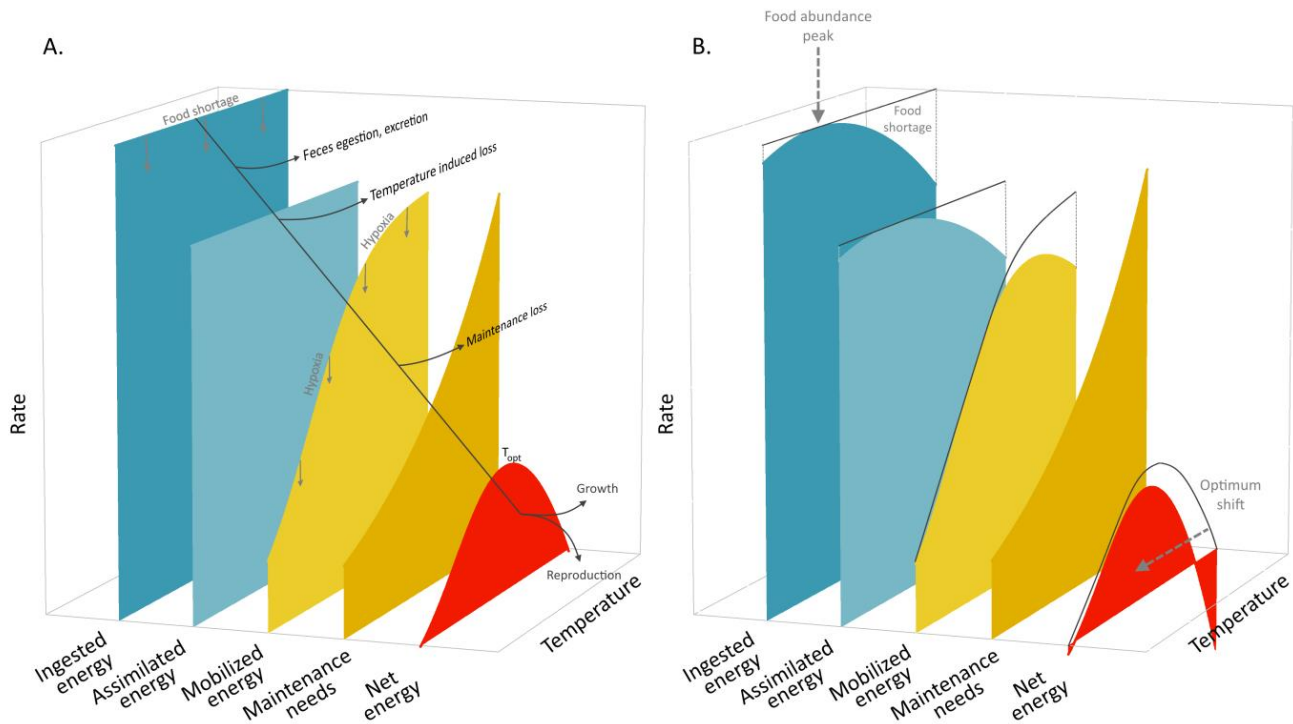 A.
Food shortage
Feces egestion, excretion
Temperature induced loss
Hypoxia
Maintenance loss
Hypoxia
T opt
Growth
Reproduction
Rate
Temperature
Ingested
energy
Assimilated
energy
Mobilized
energy
Maintenance
needs
Net
energy
B.
Food abundance
peak
Food
shortage
Optimum
shift
Rate
Temperature
Ingested
energy
Assimilated
energy
Mobilized
energy
Maintenance
needs
Net
energy